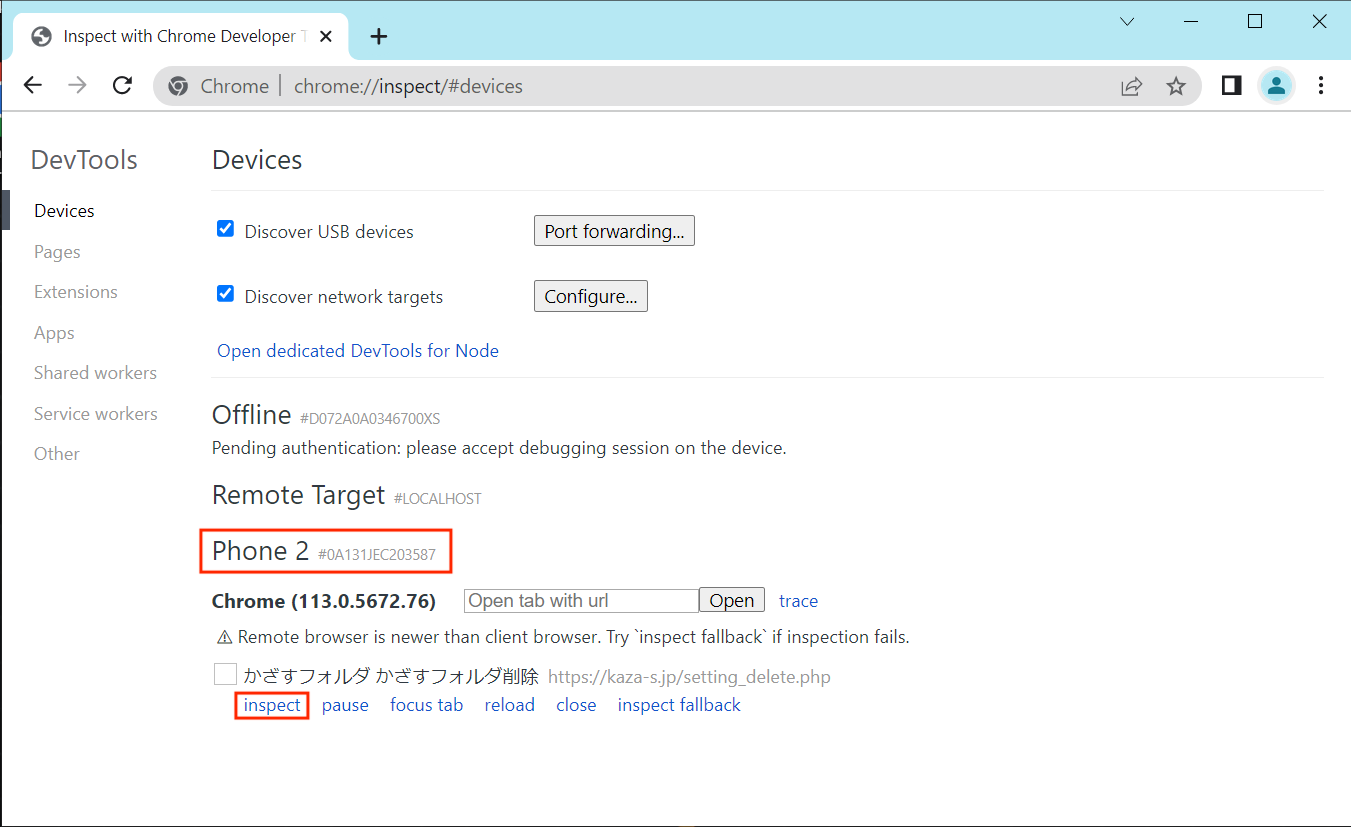 Inspect with Chrome Developer T
Chrome | chrome://inspect/#devices
DevTools
Devices
Pages
Extensions
Apps
Shared workers
Service workers
Other
Devices
Discover USB devices Port forwarding...
Discover network targets Configure...
Open dedicated DevTools for Node
Offline #D072A0A0346700XS
Pending authentication: please accept debugging session on the device.
Remote Target #LOCALHOST
Phone 2 #0A131JEC203587
Chrome (113.0.5672.76) Open tab with url Open trace
⚠ Remote browser is newer than client browser. Try `inspect fallback` if inspection fails.
かざすフォルダ かざすフォルダ削除 https://kaza-s.jp/setting_delete.php
inspect pause focus tab reload close inspect fallback